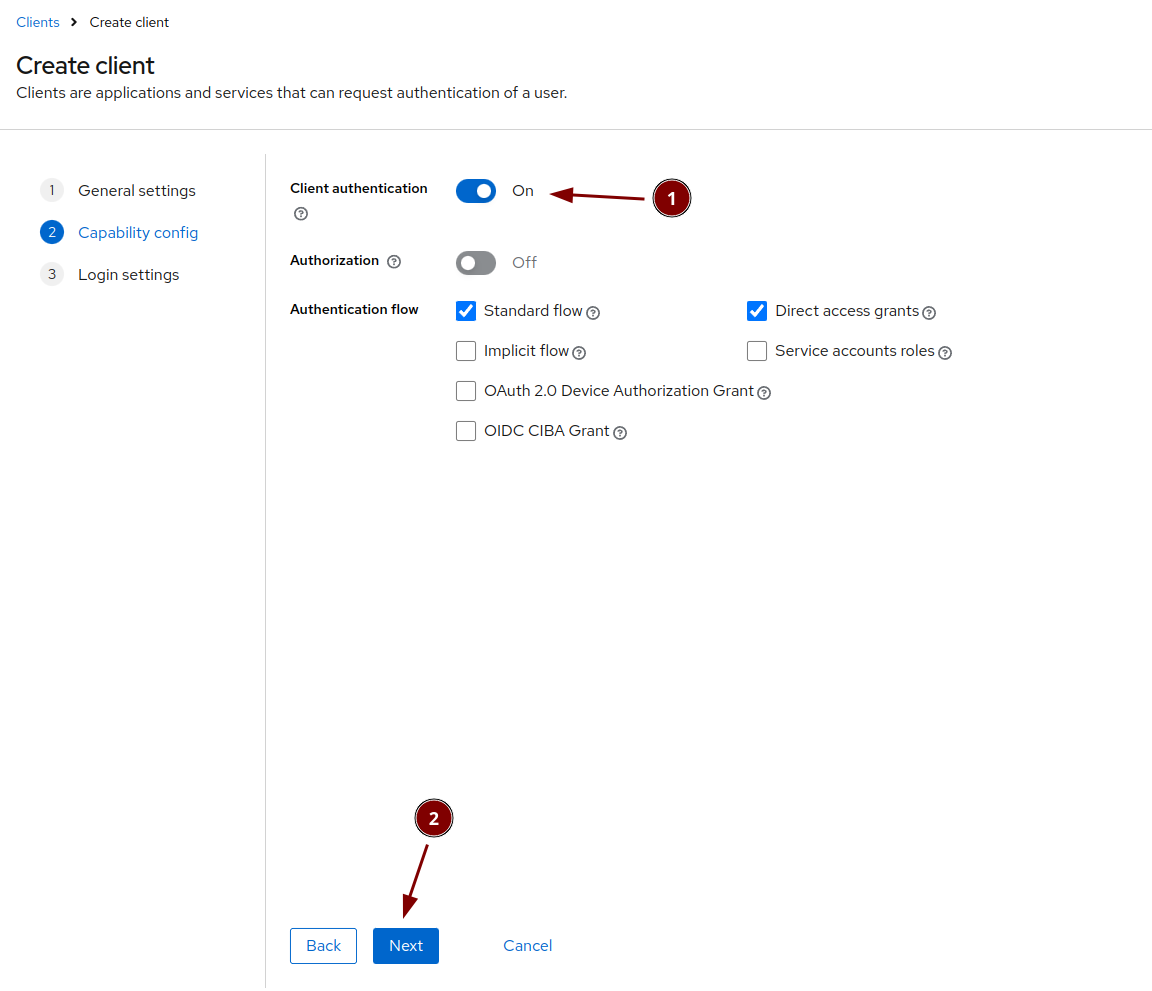 Clients > Create client
Create client
Clients are applications and services that can request authentication of a user.
1 General settings
2 Capability config
3 Login settings
Client authentication On 1
Authorization Off
Authentication flow
Standard flow Direct access grants
Implicit flow Service accounts roles
OAuth 2.0 Device Authorization Grant
OIDC CIBA Grant
2
Back Next Cancel